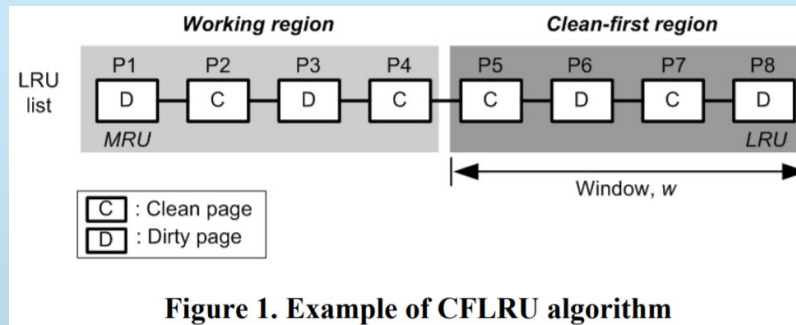 Working region Clean-first region
P1 P2 P3 P4 P5 P6 P7 P8
LRU list
D C D C C D C D
MRU LRU
Window, w
C : Clean page
D : Dirty page
Figure 1. Example of CFLRU algorithm